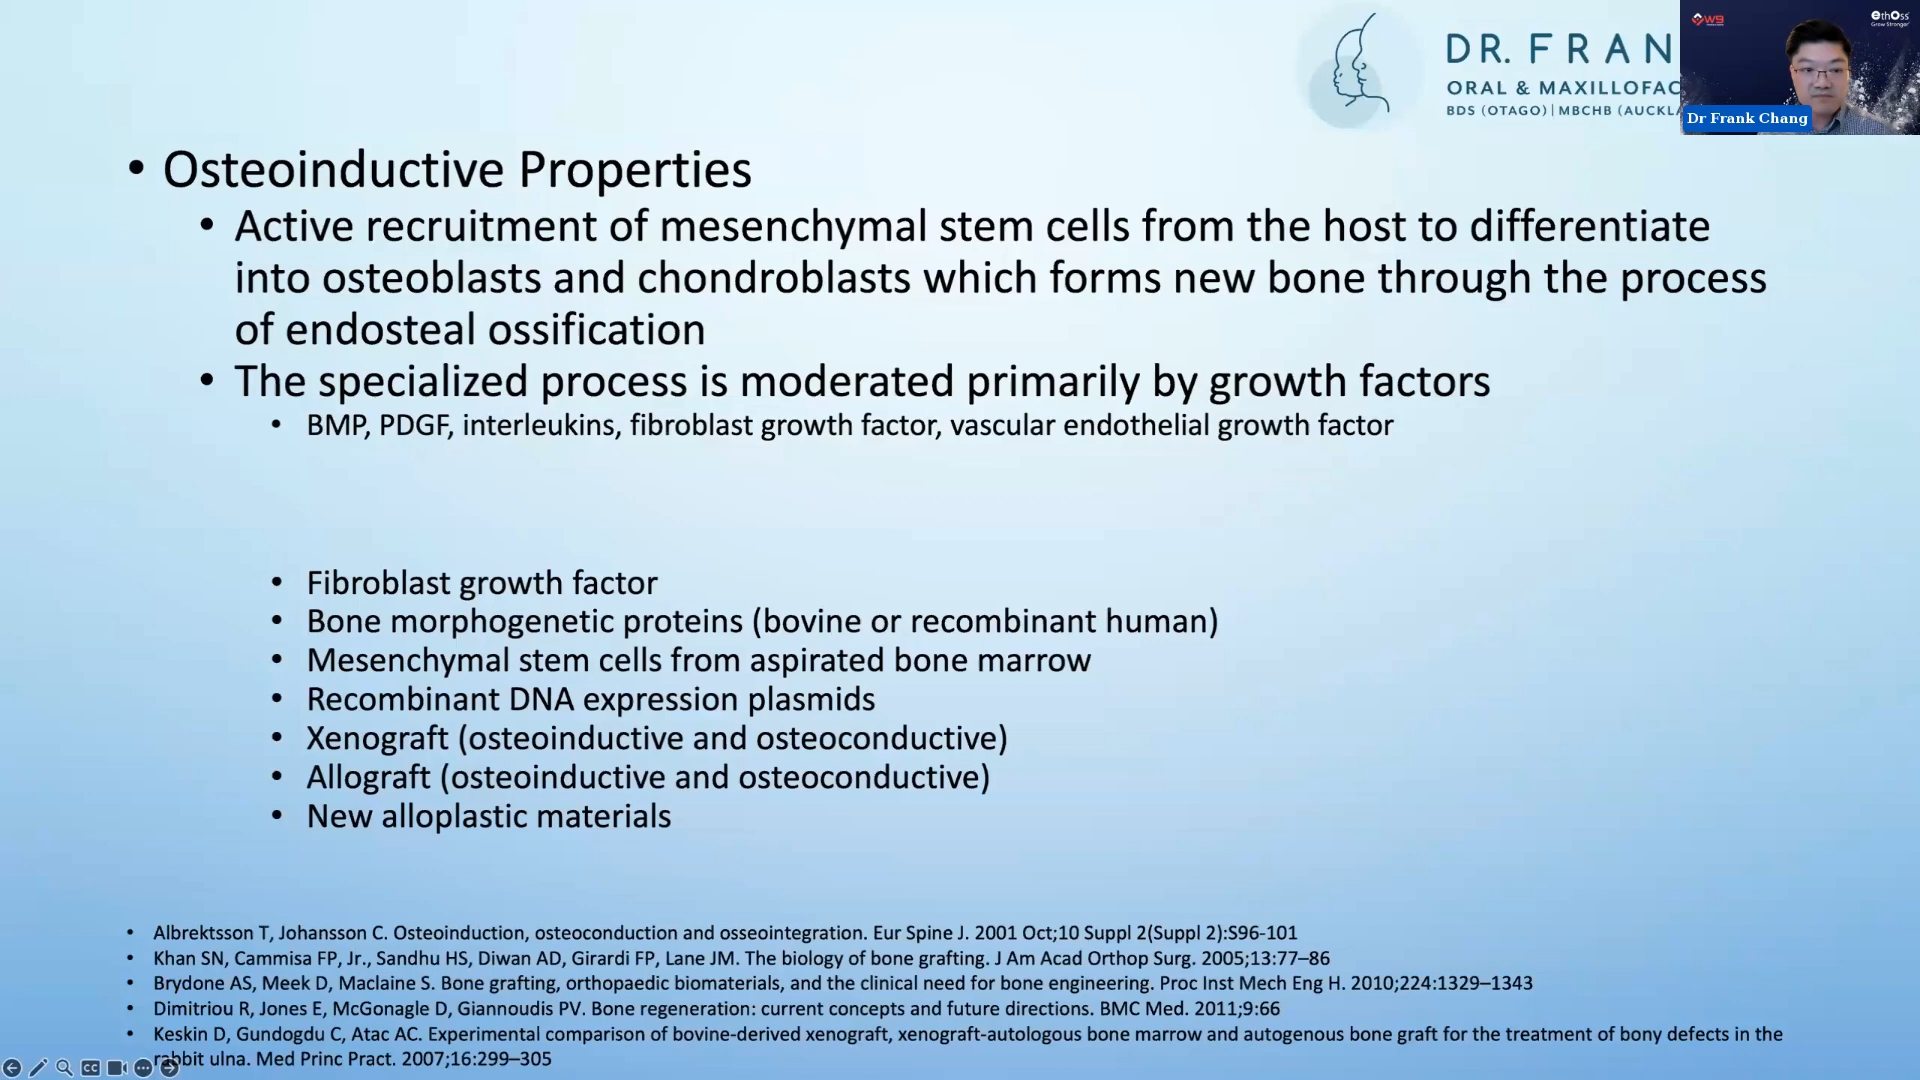 DR. FRAN
ORAL & MAXILLOFAC
BDS (OTAGO) | MBCHB (AUCKLA
W9
ethOss
Grow Stronger
Dr Frank Chang
• Osteoinductive Properties
• Active recruitment of mesenchymal stem cells from the host to differentiate
into osteoblasts and chondroblasts which forms new bone through the process
of endosteal ossification
• The specialized process is moderated primarily by growth factors
• BMP, PDGF, interleukins, fibroblast growth factor, vascular endothelial growth factor
• Fibroblast growth factor
• Bone morphogenetic proteins (bovine or recombinant human)
• Mesenchymal stem cells from aspirated bone marrow
• Recombinant DNA expression plasmids
• Xenograft (osteoinductive and osteoconductive)
• Allograft (osteoinductive and osteoconductive)
• New alloplastic materials
• Albrektsson T, Johansson C. Osteoinduction, osteoconduction and osseointegration. Eur Spine J. 2001 Oct;10 Suppl 2(Suppl 2):S96-101
• Khan SN, Cammisa FP, Jr., Sandhu HS, Diwan AD, Girardi FP, Lane JM. The biology of bone grafting. J Am Acad Orthop Surg. 2005;13:77–86
• Brydone AS, Meek D, Maclaine S. Bone grafting, orthopaedic biomaterials, and the clinical need for bone engineering. Proc Inst Mech Eng H. 2010;224:1329–1343
• Dimitriou R, Jones E, McGonagle D, Giannoudis PV. Bone regeneration: current concepts and future directions. BMC Med. 2011;9:66
• Keskin D, Gundogdu C, Atac AC. Experimental comparison of bovine-derived xenograft, xenograft-autologous bone marrow and autogenous bone graft for the treatment of bony defects in the
rabbit ulna. Med Princ Pract. 2007;16:299–305
CC